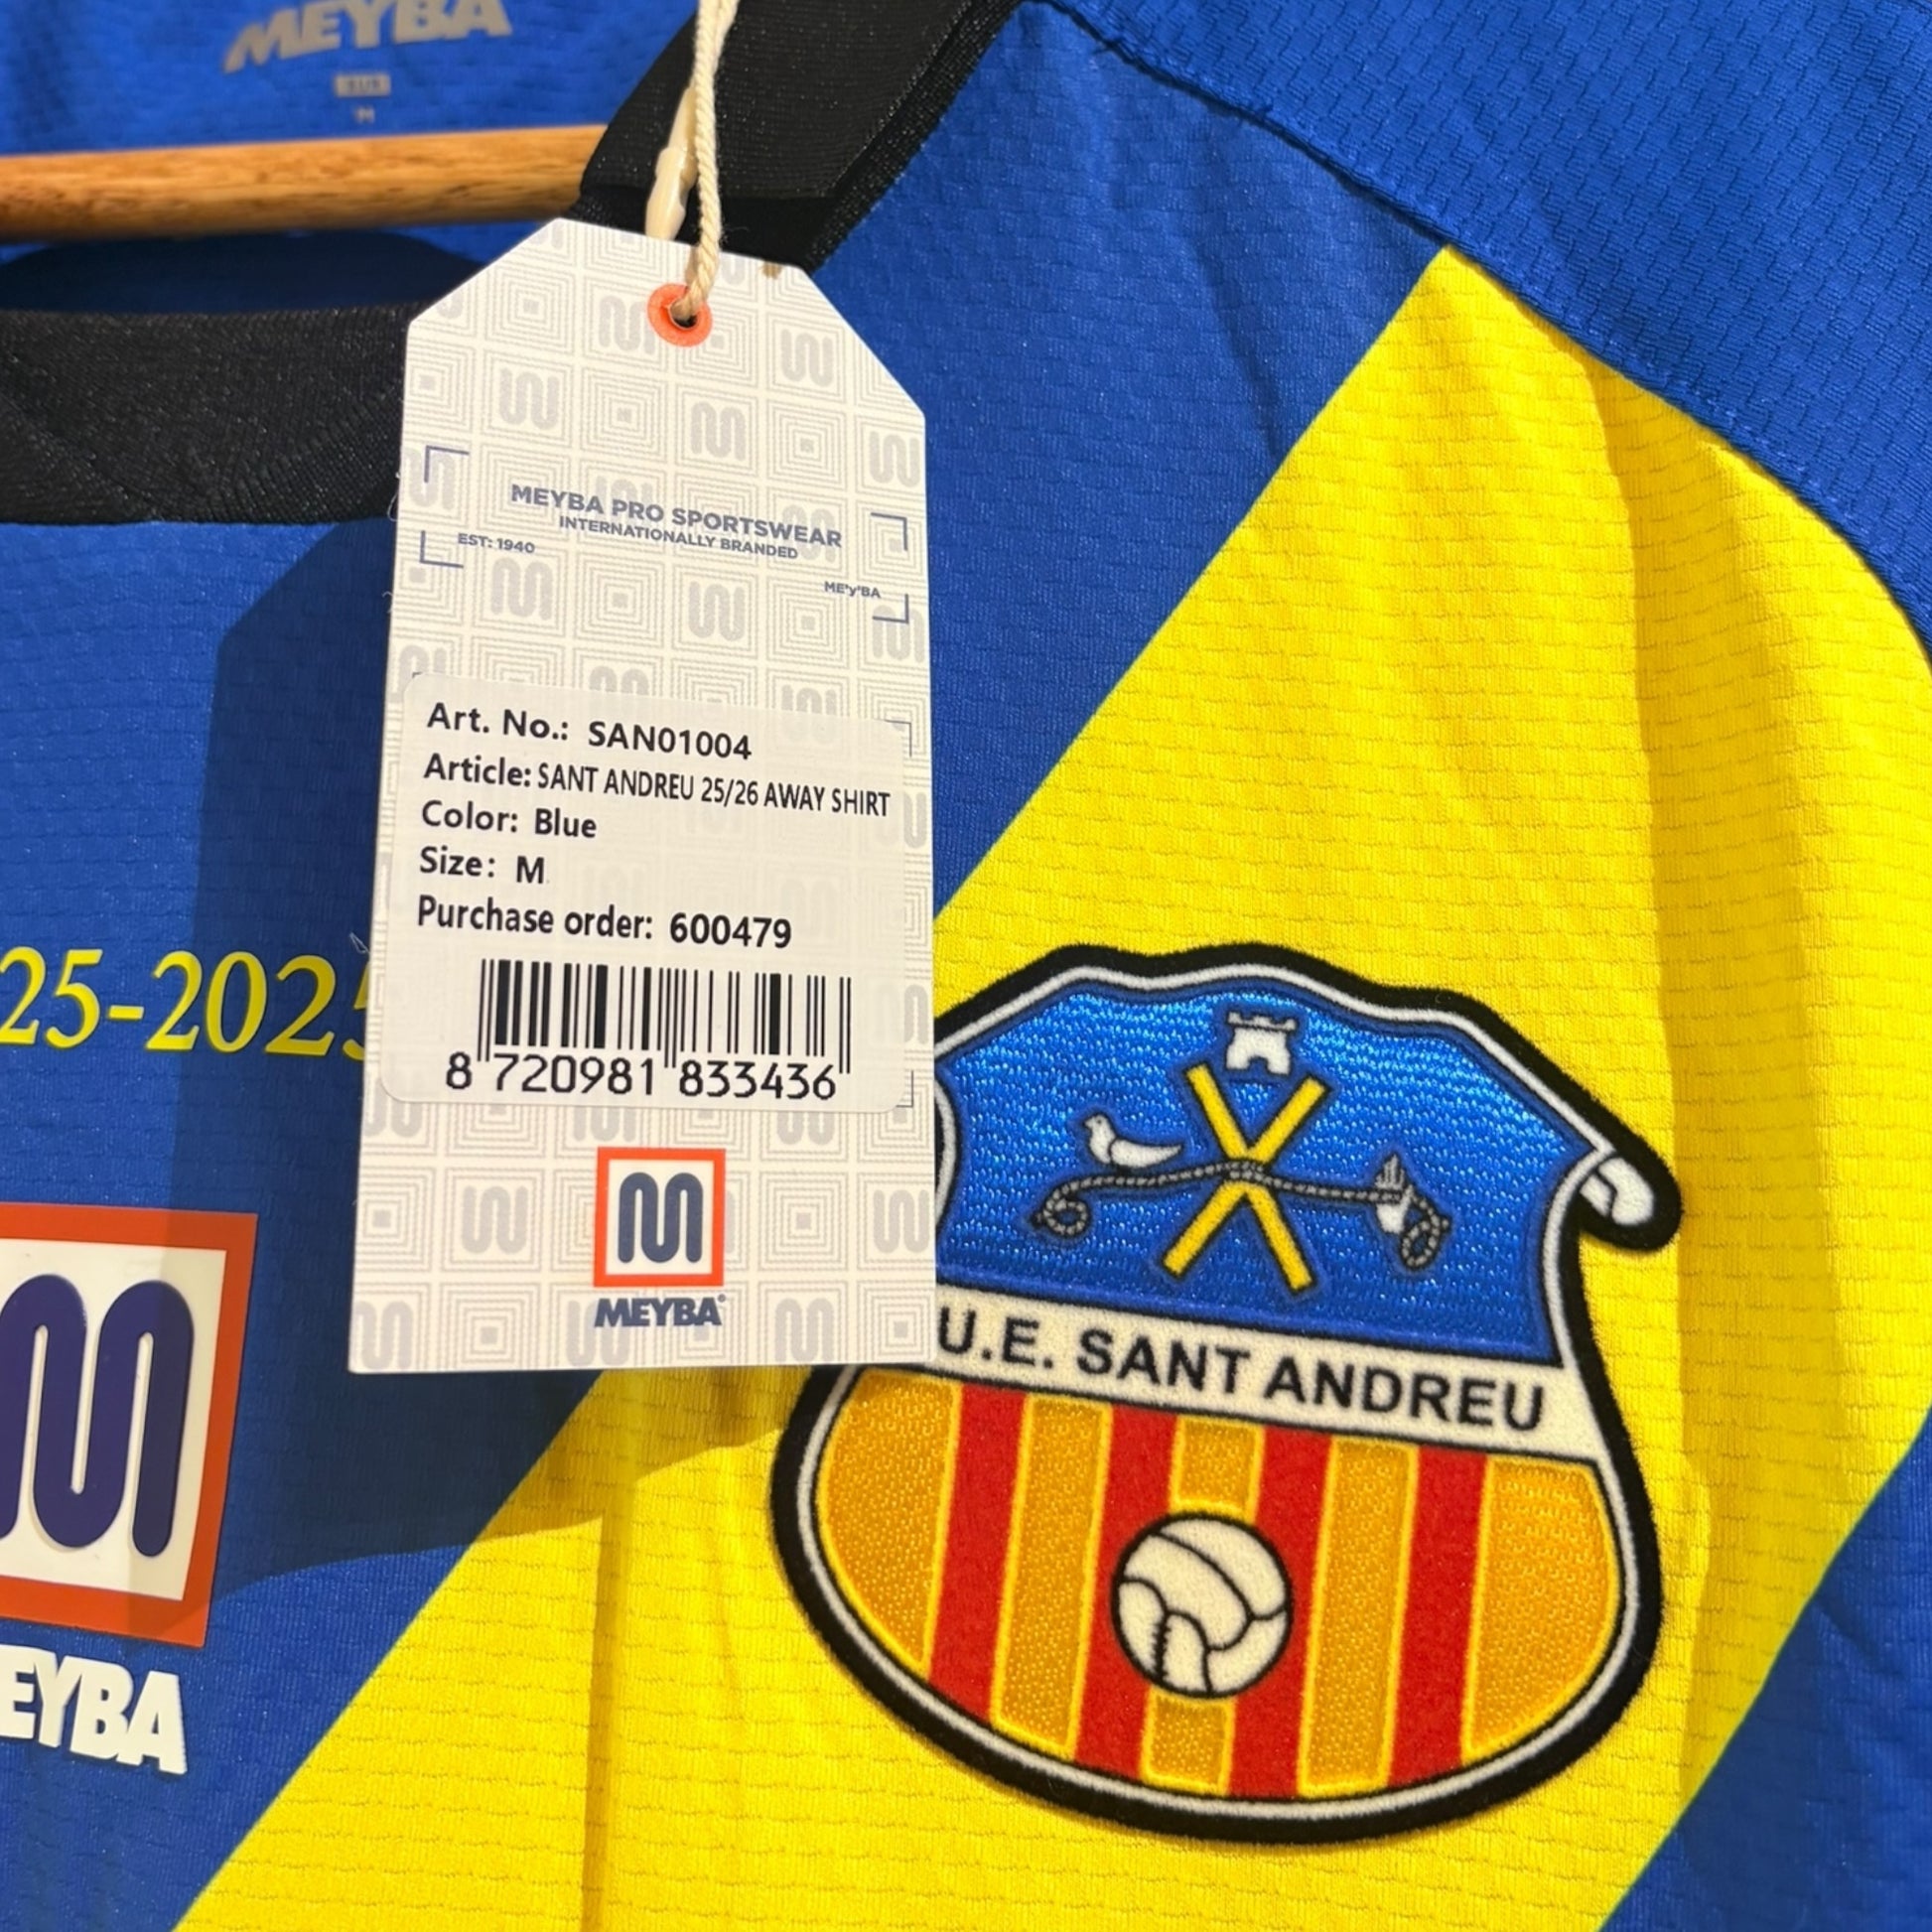 MEYBA
M
MEYBA PRO SPORTSWEAR
INTERNATIONALLY BRANDED
EST: 1940
ME'y'BA
Art. No.: SAN01004
Article: SANT ANDREU 25/26 AWAY SHIRT
Color: Blue
Size: M
Purchase order: 600479
8 720981 833436
MEYBA
25-2025
EYBA
U.E. SANT ANDREU